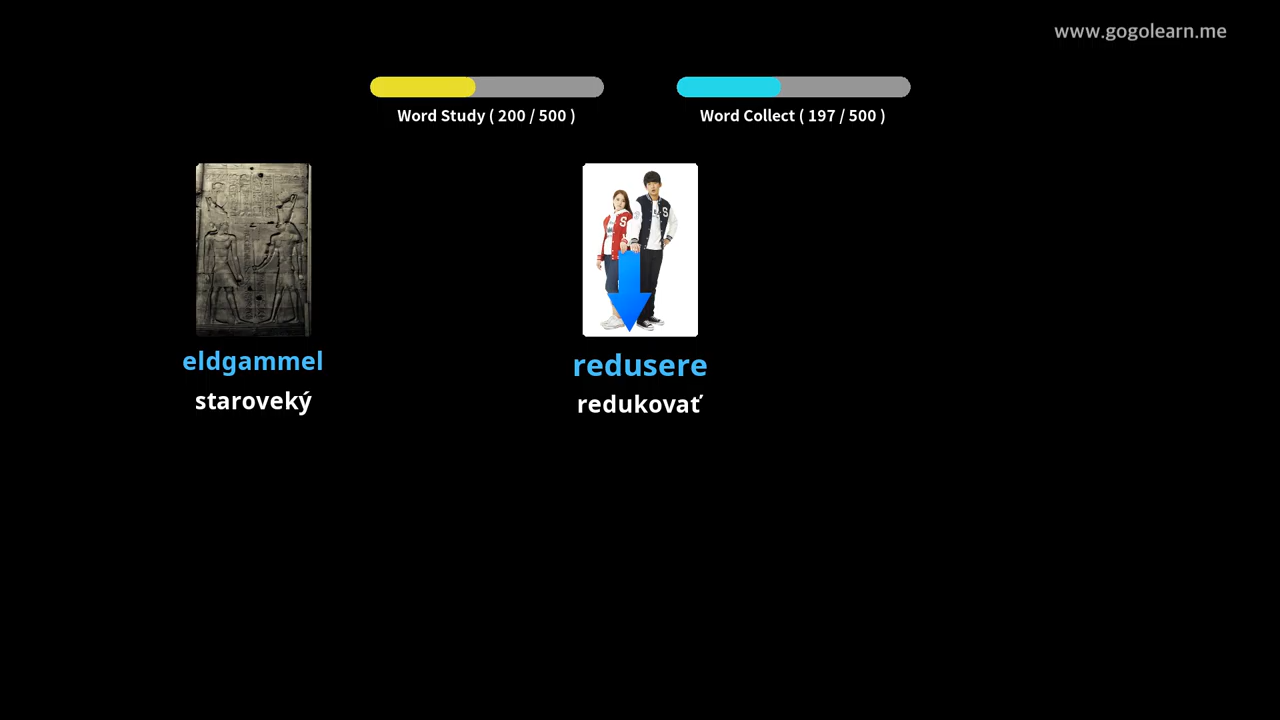 www.gogolearn.me
Word Study ( 200 / 500 )
Word Collect ( 197 / 500 )
S
S
eldgammel
redusere
staroveký
redukovať